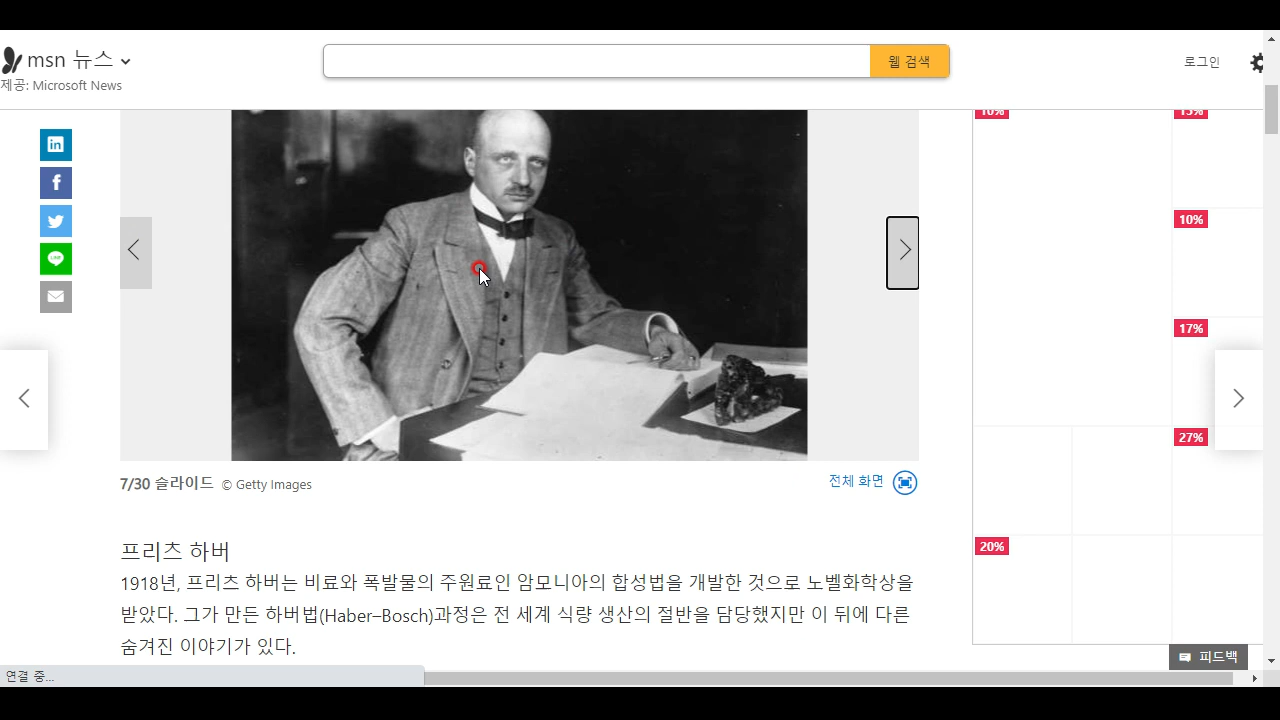 msn 뉴스
제공: Microsoft News
웹 검색
로그인
in
f
LINE
10%
15%
10%
17%
27%
20%
7/30 슬라이드 © Getty Images
전체 화면
프리츠 하버
1918년, 프리츠 하버는 비료와 폭발물의 주원료인 암모니아의 합성법을 개발한 것으로 노벨화학상을
받았다. 그가 만든 하버법(Haber–Bosch)과정은 전 세계 식량 생산의 절반을 담당했지만 이 뒤에 다른
숨겨진 이야기가 있다.
피드백
연결 중...